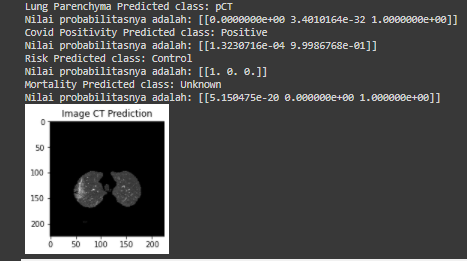 Lung Parenchyma Predicted class: pCT
Nilai probabilitasnya adalah: [[0.0000000e+00 3.4010164e-32 1.0000000e+00]]
Covid Positivity Predicted class: Positive
Nilai probabilitasnya adalah: [[1.3230716e-04 9.9986768e-01]]
Risk Predicted class: Control
Nilai probabilitasnya adalah: [[1. 0. 0.]]
Mortality Predicted class: Unknown
Nilai probabilitasnya adalah: [[5.150475e-20 0.000000e+00 1.000000e+00]]
Image CT Prediction
0
50
100
150
200
0 50 100 150 200